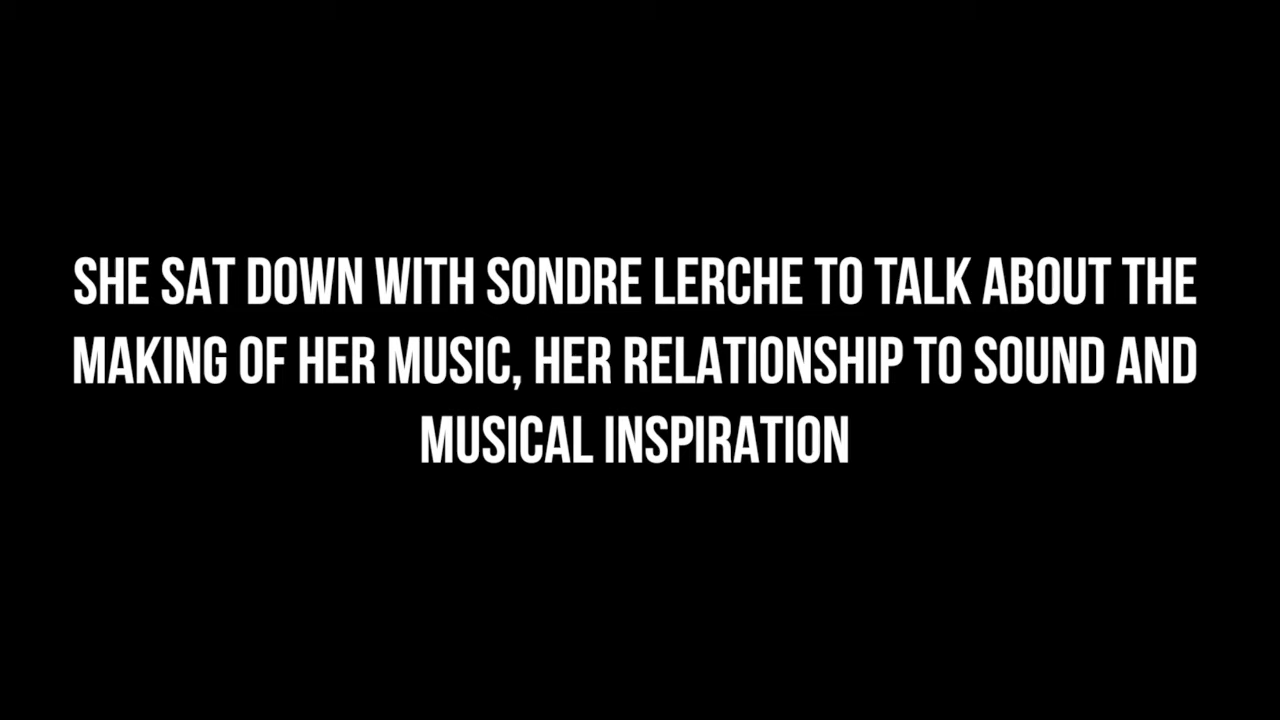 SHE SAT DOWN WITH SONDRE LERCHE TO TALK ABOUT THE
MAKING OF HER MUSIC, HER RELATIONSHIP TO SOUND AND
MUSICAL INSPIRATION